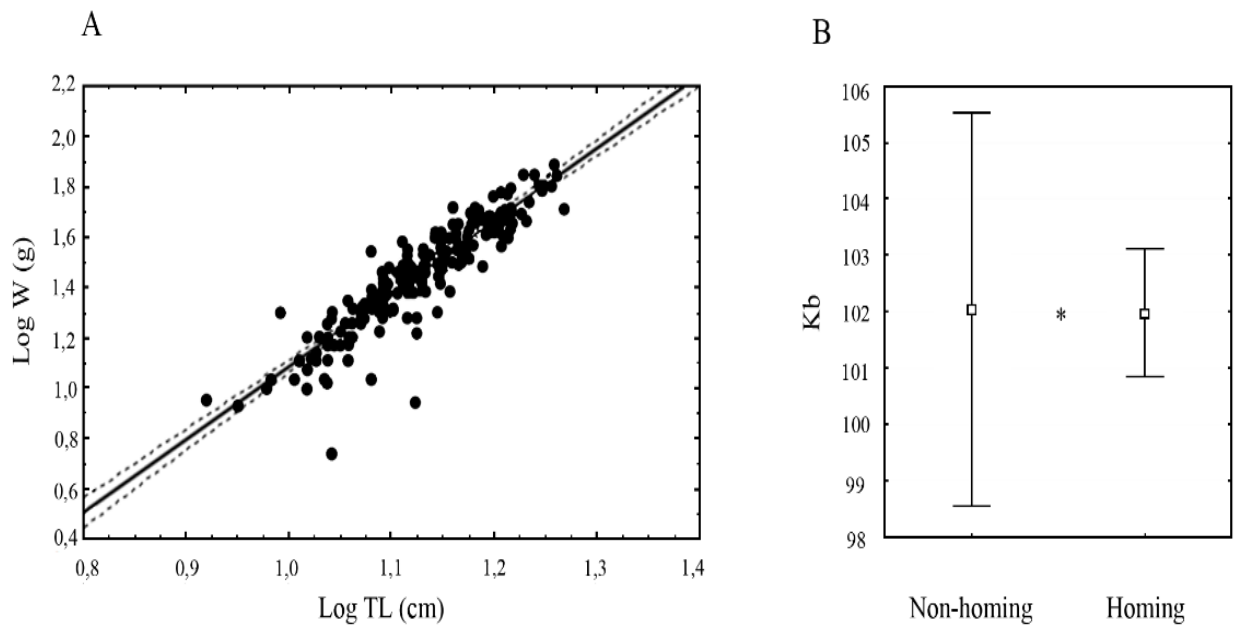 A
2,2
2,0
1,8
1,6
1,4
1,2
1,0
0,8
0,6
0,4
Log W (g)
0,8 0,9 1,0 1,1 1,2 1,3 1,4
Log TL (cm)
B
106
105
104
103
102
101
100
99
98
Kb
*
Non-homing Homing